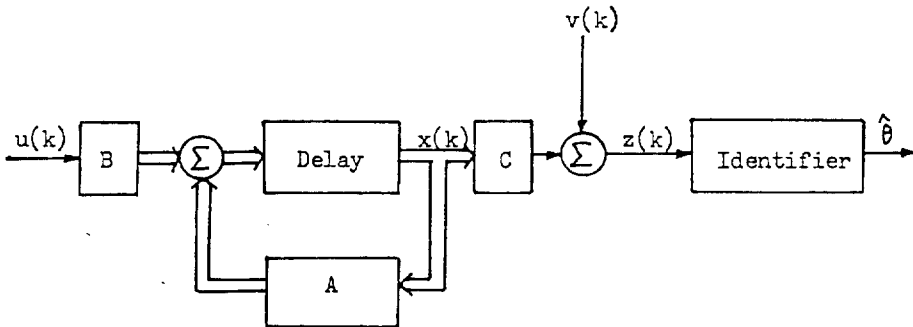 v(k)
u(k)
B
Σ
Delay
x(k)
C
Σ
z(k)
Identifier
θ̂
A